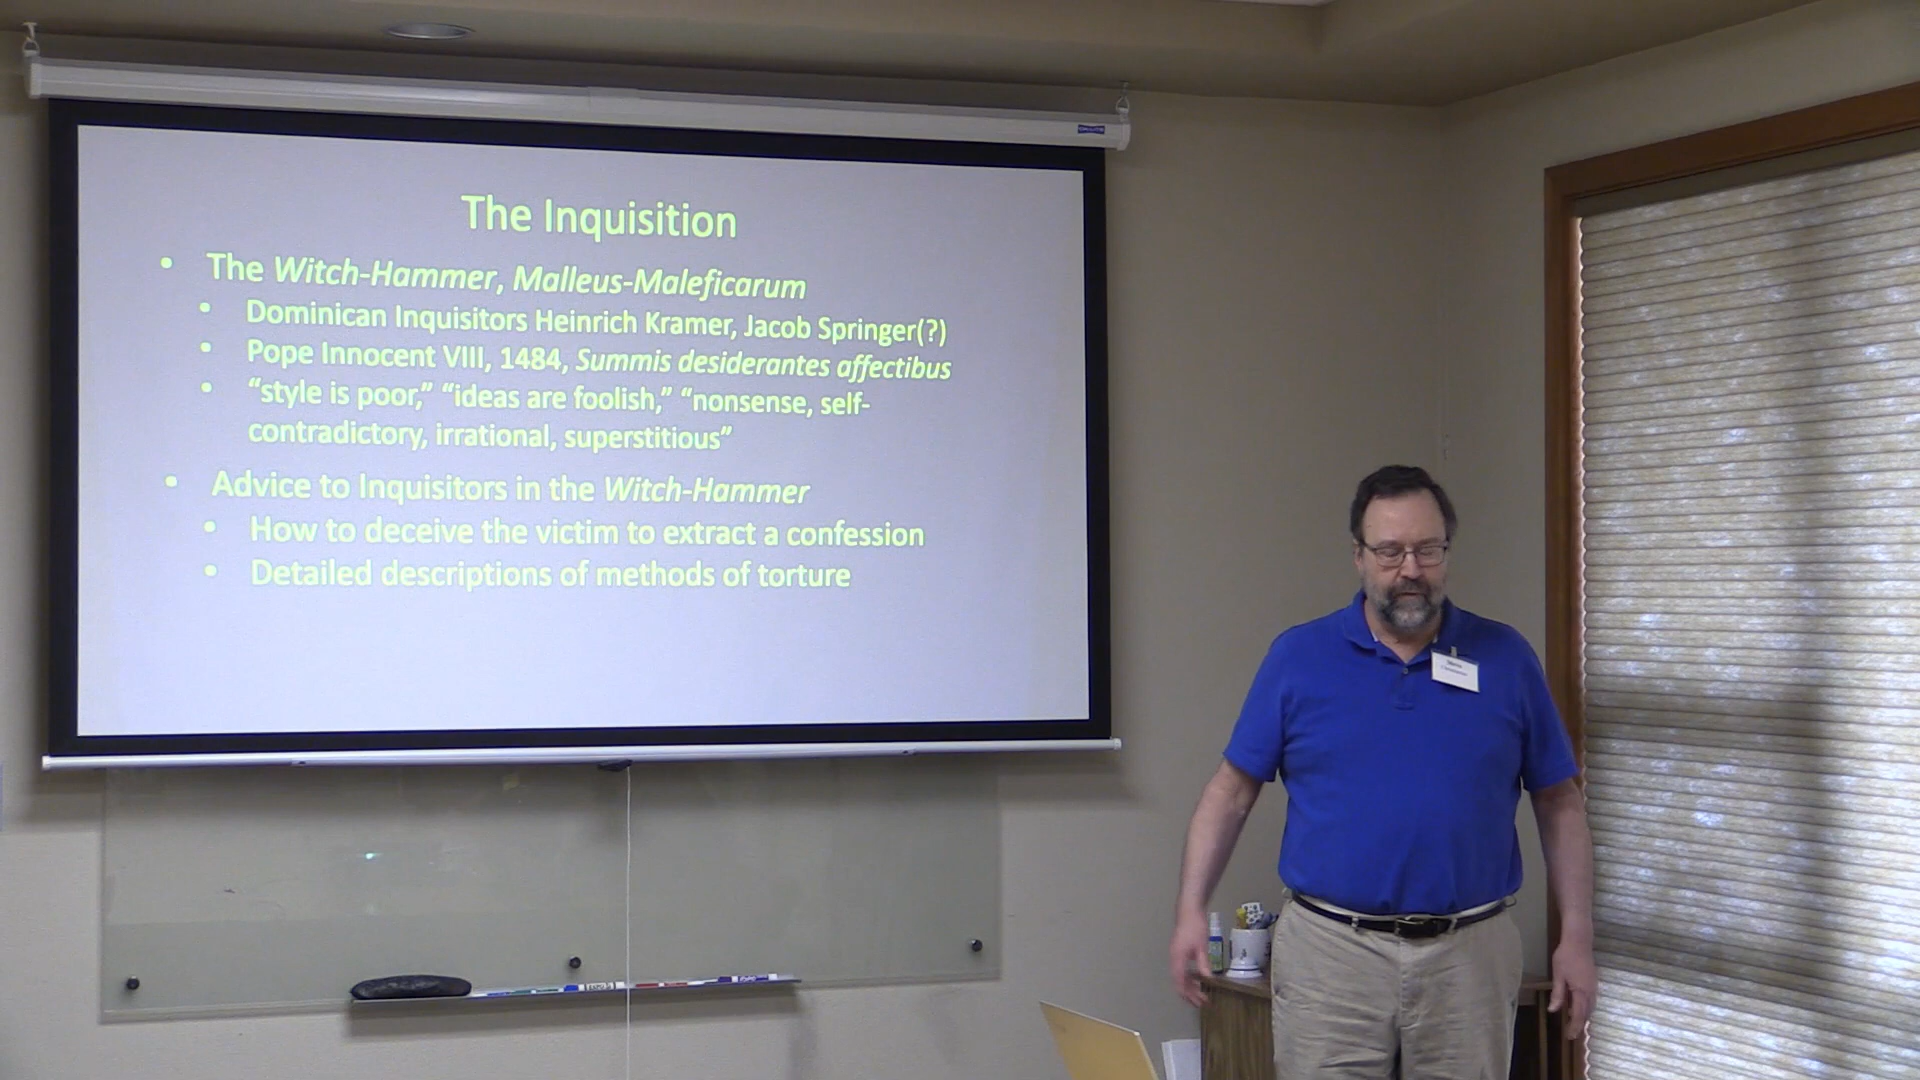 The Inquisition
• The Witch-Hammer, Malleus-Maleficarum
• Dominican Inquisitors Heinrich Kramer, Jacob Springer(?)
• Pope Innocent VIII, 1484, Summis desiderantes affectibus
• “style is poor,” “ideas are foolish,” “nonsense, self-
contradictory, irrational, superstitious”
• Advice to Inquisitors in the Witch-Hammer
• How to deceive the victim to extract a confession
• Detailed descriptions of methods of torture